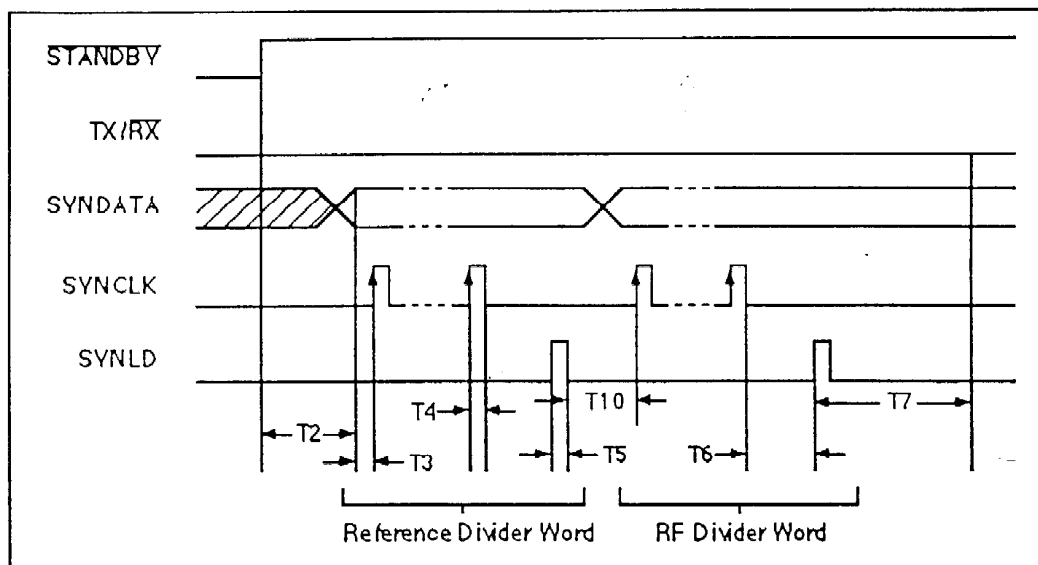 STANDBY
TX/RX
SYNDATA
SYNCLK
SYNLD
T4
T10
T7
T2
T3
T5
T6
Reference Divider Word
RF Divider Word